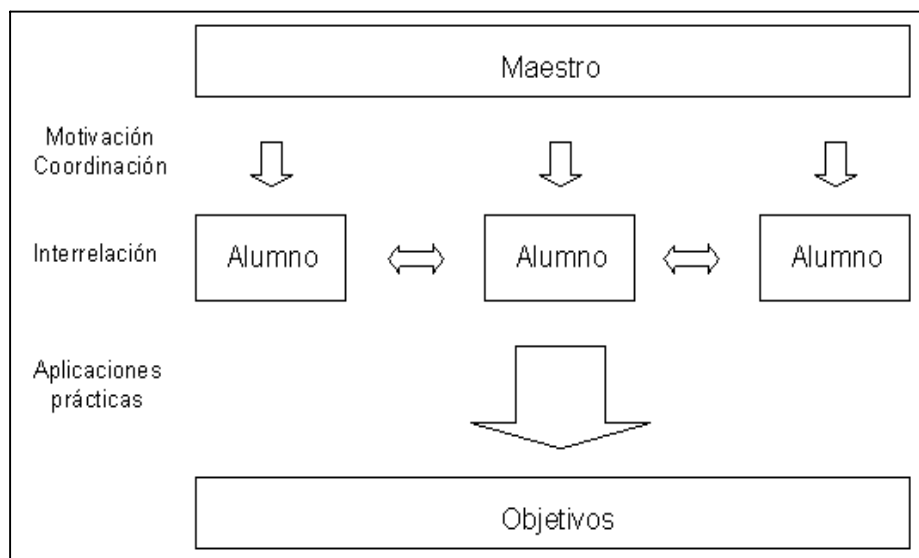 Maestro
Motivación
Coordinación
Interrelación
Alumno
Alumno
Alumno
Aplicaciones
prácticas
Objetivos